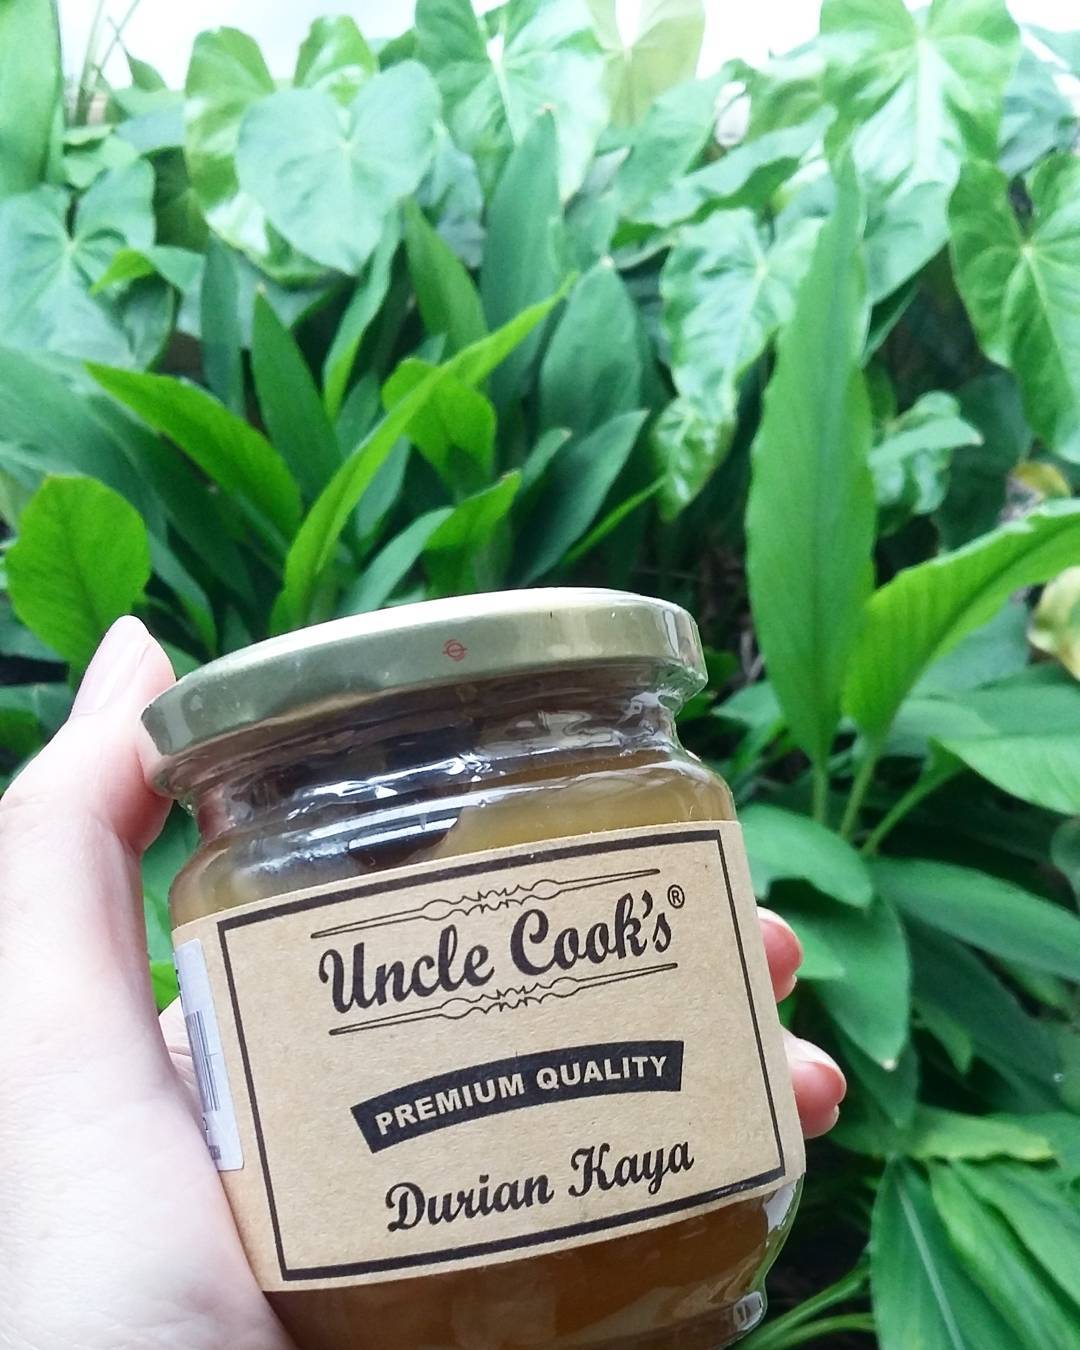 Uncle Cook's®
PREMIUM QUALITY
Durian Kaya